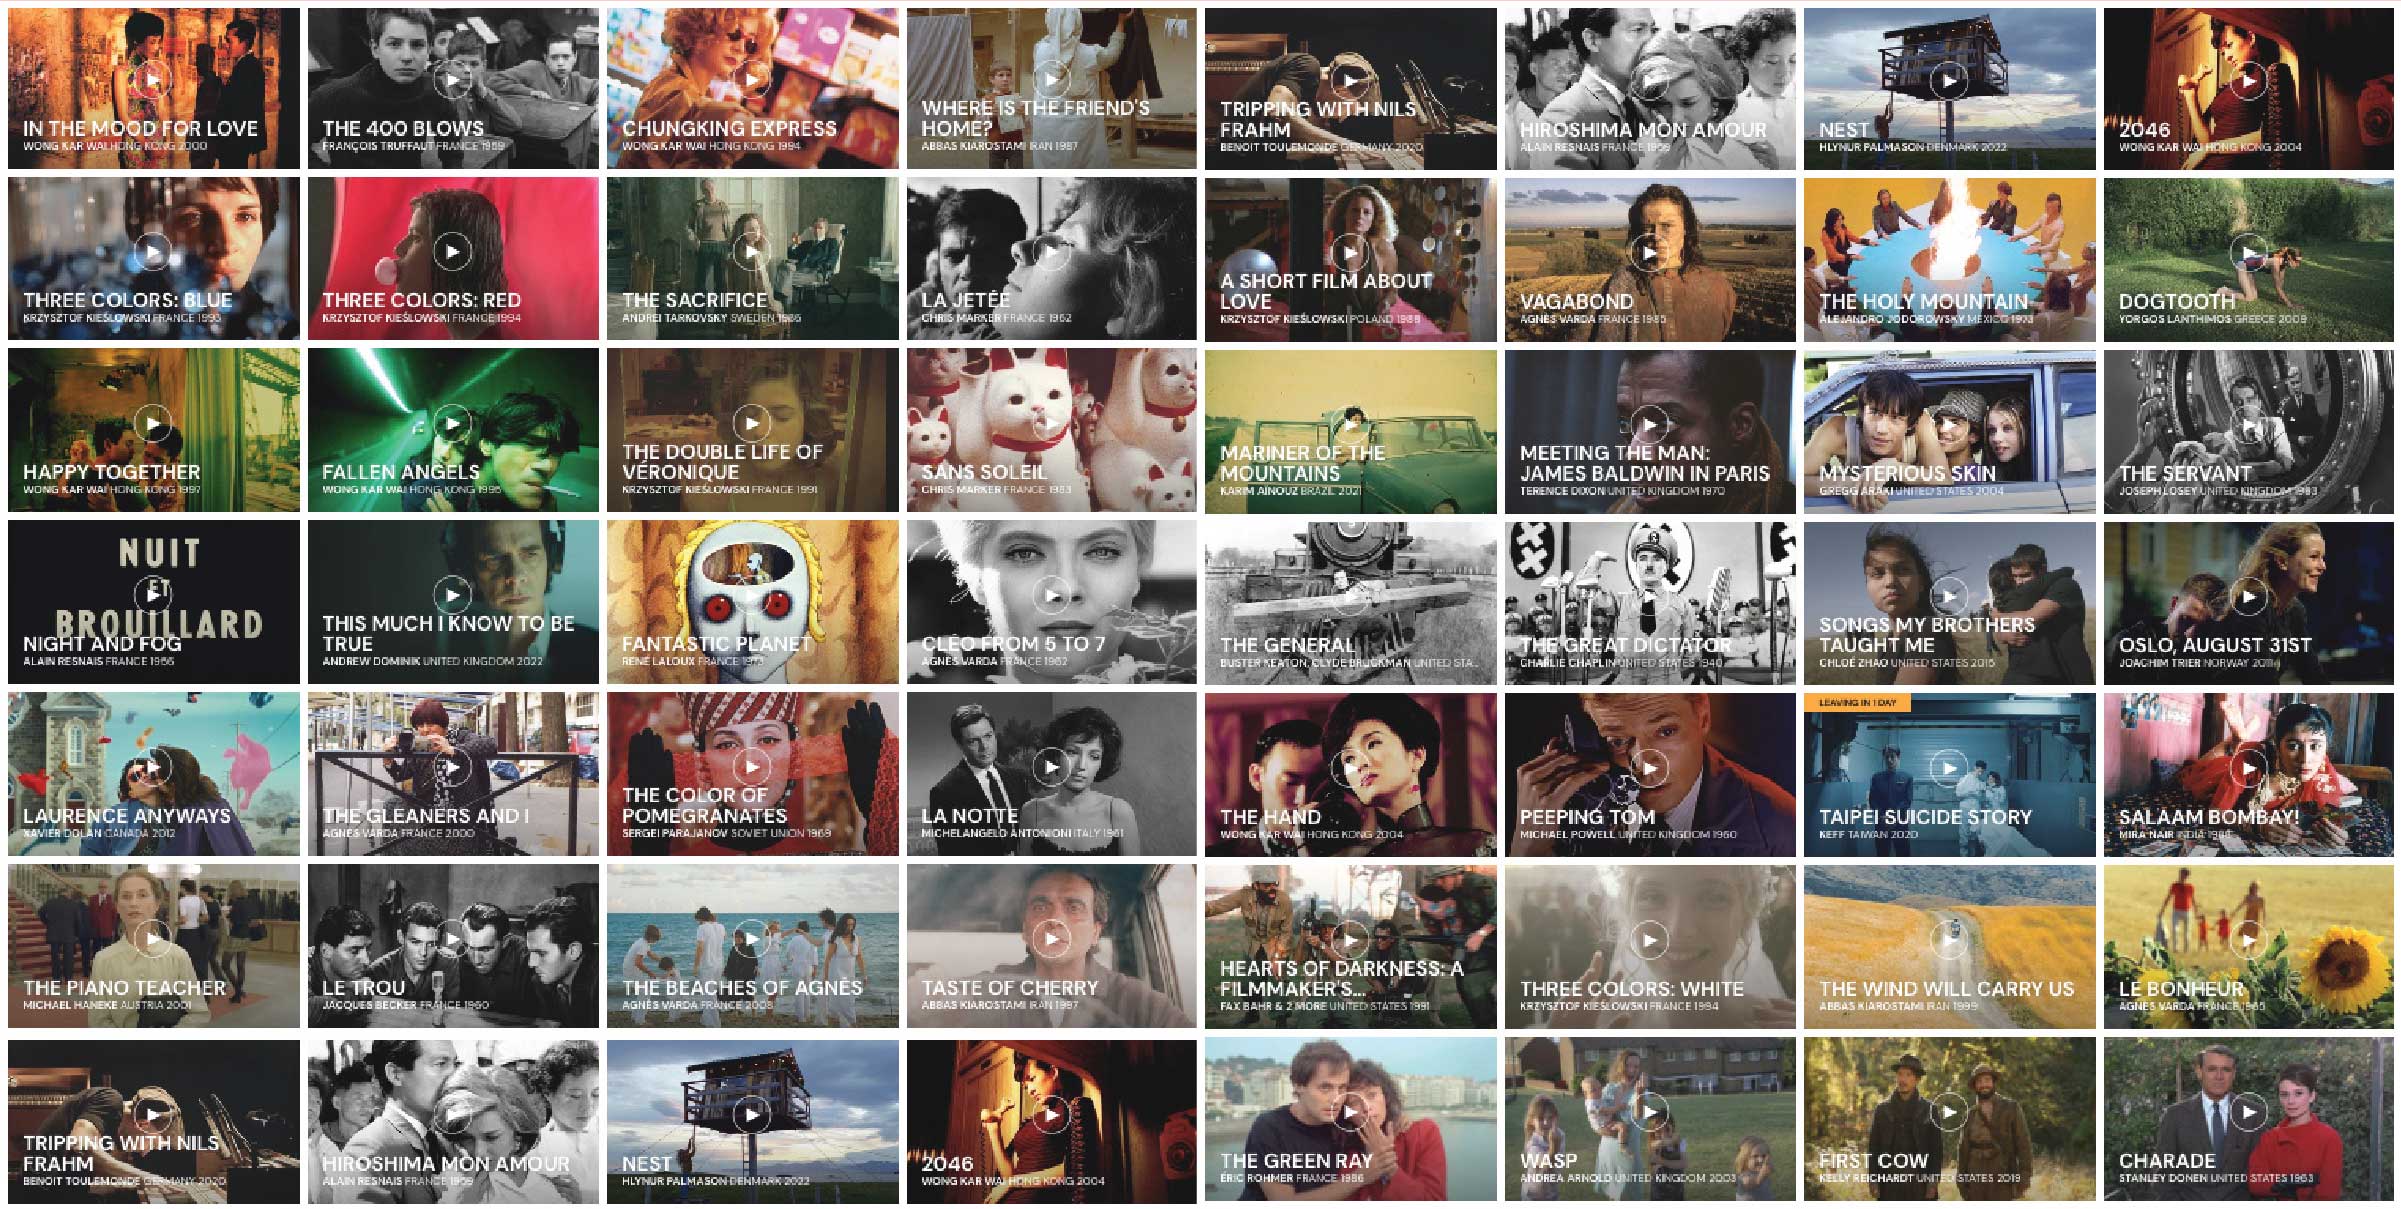 IN THE MOOD FOR LOVE
WONG KAR WAI HONG KONG 2000
THE 400 BLOWS
FRANÇOIS TRUFFAUT FRANCE 1959
CHUNGKING EXPRESS
WONG KAR WAI HONG KONG 1994
WHERE IS THE FRIEND'S
HOME?
ABBAS KIAROSTAMI IRAN 1987
TRIPPING WITH NILS
FRAHM
BENOIT TOULEMONDE GERMANY 2020
HIROSHIMA MON AMOUR
ALAIN RESNAIS FRANCE 1959
NEST
HLYNUR PALMASON DENMARK 2022
2046
WONG KAR WAI HONG KONG 2004
THREE COLORS: BLUE
KRZYSZTOF KIEŚLOWSKI FRANCE 1993
THREE COLORS: RED
KRZYSZTOF KIEŚLOWSKI FRANCE 1994
THE SACRIFICE
ANDREI TARKOVSKY SWEDEN 1986
LA JETÉE
CHRIS MARKER FRANCE 1962
A SHORT FILM ABOUT
LOVE
KRZYSZTOF KIEŚLOWSKI POLAND 1988
VAGABOND
AGNÈS VARDA FRANCE 1985
THE HOLY MOUNTAIN
ALEJANDRO JODOROWSKY MEXICO 1973
DOGTOOTH
YORGOS LANTHIMOS GREECE 2009
HAPPY TOGETHER
WONG KAR WAI HONG KONG 1997
FALLEN ANGELS
WONG KAR WAI HONG KONG 1995
THE DOUBLE LIFE OF
VÉRONIQUE
KRZYSZTOF KIEŚLOWSKI FRANCE 1991
SANS SOLEIL
CHRIS MARKER FRANCE 1983
MARINER OF THE
MOUNTAINS
KARIM AÏNOUZ BRAZIL 2021
MEETING THE MAN:
JAMES BALDWIN IN PARIS
TERENCE DIXON UNITED KINGDOM 1970
MYSTERIOUS SKIN
GREGG ARAKI UNITED STATES 2004
THE SERVANT
JOSEPH LOSEY UNITED KINGDOM 1963
NUIT
ET
BROUILLARD
NIGHT AND FOG
ALAIN RESNAIS FRANCE 1956
THIS MUCH I KNOW TO BE
TRUE
ANDREW DOMINIK UNITED KINGDOM 2022
FANTASTIC PLANET
RENÉ LALOUX FRANCE 1973
CLÉO FROM 5 TO 7
AGNÈS VARDA FRANCE 1962
THE GENERAL
BUSTER KEATON, CLYDE BRUCKMAN UNITED STA...
THE GREAT DICTATOR
CHARLIE CHAPLIN UNITED STATES 1940
SONGS MY BROTHERS
TAUGHT ME
CHLOÉ ZHAO UNITED STATES 2015
OSLO, AUGUST 31ST
JOACHIM TRIER NORWAY 2011
LAURENCE ANYWAYS
XAVIER DOLAN CANADA 2012
THE GLEANERS AND I
AGNÈS VARDA FRANCE 2000
THE COLOR OF
POMEGRANATES
SERGEI PARAJANOV SOVIET UNION 1969
LA NOTTE
MICHELANGELO ANTONIONI ITALY 1961
THE HAND
WONG KAR WAI HONG KONG 2004
PEEPING TOM
MICHAEL POWELL UNITED KINGDOM 1960
LEAVING IN 1 DAY
TAIPEI SUICIDE STORY
KEFF TAIWAN 2020
SALAAM BOMBAY!
MIRA NAIR INDIA 1988
THE PIANO TEACHER
MICHAEL HANEKE AUSTRIA 2001
LE TROU
JACQUES BECKER FRANCE 1960
THE BEACHES OF AGNÈS
AGNÈS VARDA FRANCE 2008
TASTE OF CHERRY
ABBAS KIAROSTAMI IRAN 1997
HEARTS OF DARKNESS: A
FILMMAKER'S...
FAX BAHR & 2 MORE UNITED STATES 1991
THREE COLORS: WHITE
KRZYSZTOF KIEŚLOWSKI FRANCE 1994
THE WIND WILL CARRY US
ABBAS KIAROSTAMI IRAN 1999
LE BONHEUR
AGNÈS VARDA FRANCE 1965
TRIPPING WITH NILS
FRAHM
BENOIT TOULEMONDE GERMANY 2020
HIROSHIMA MON AMOUR
ALAIN RESNAIS FRANCE 1959
NEST
HLYNUR PALMASON DENMARK 2022
2046
WONG KAR WAI HONG KONG 2004
THE GREEN RAY
ÉRIC ROHMER FRANCE 1986
WASP
ANDREA ARNOLD UNITED KINGDOM 2003
FIRST COW
KELLY REICHARDT UNITED STATES 2019
CHARADE
STANLEY DONEN UNITED STATES 1963